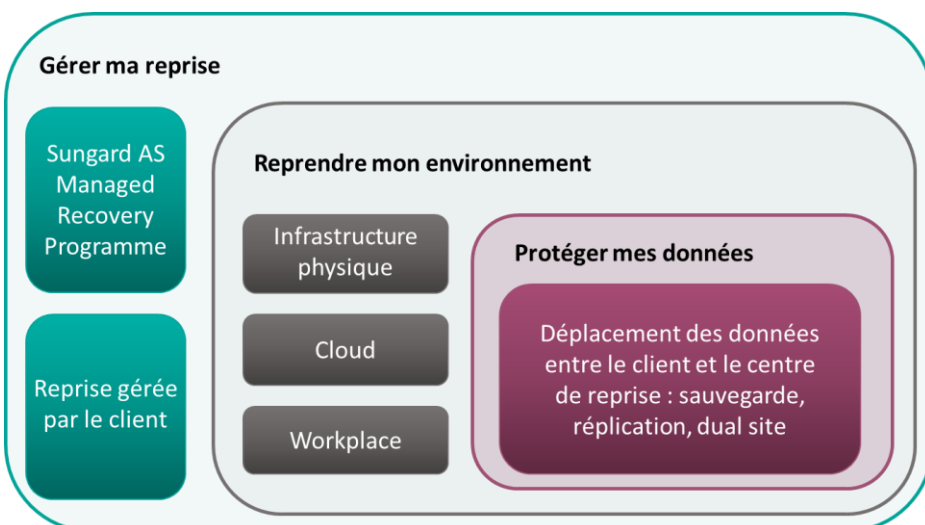 Gérer ma reprise
Sungard AS
Managed
Recovery
Programme
Reprise gérée
par le client
Reprendre mon environnement
Infrastructure
physique
Cloud
Workplace
Protéger mes données
Déplacement des données
entre le client et le centre
de reprise : sauvegarde,
réplication, dual site